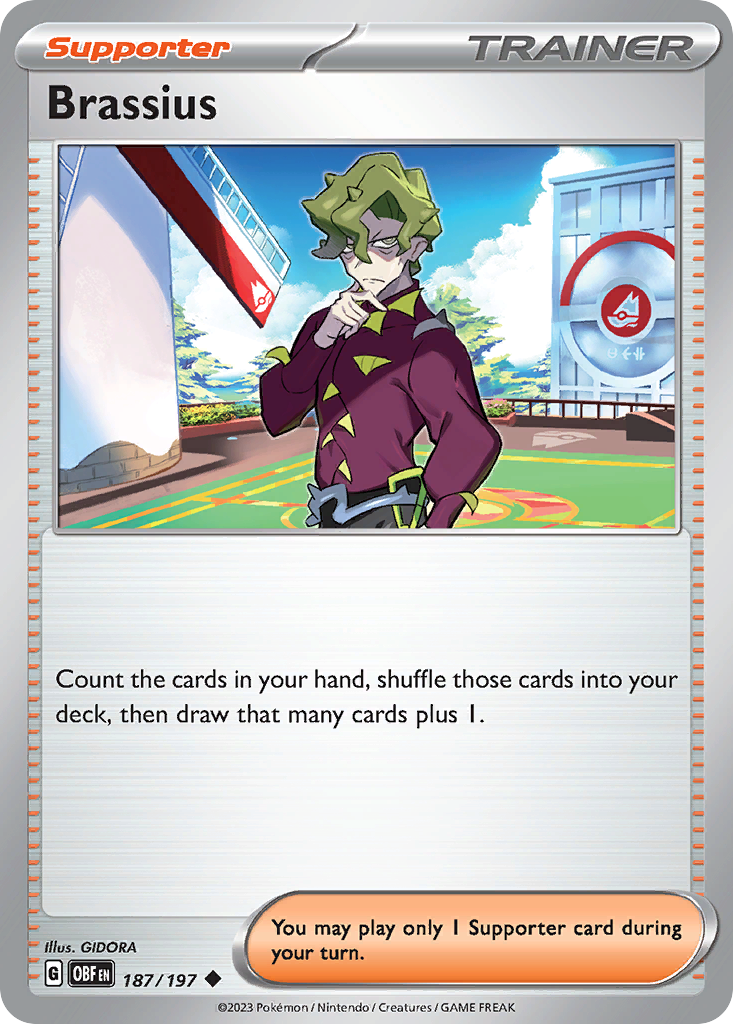 Supporter
TRAINER
Brassius
Count the cards in your hand, shuffle those cards into your
deck, then draw that many cards plus 1.
You may play only 1 Supporter card during
your turn.
illus. GIDORA
G OBF EN 187/197
©2023 Pokémon / Nintendo / Creatures / GAME FREAK